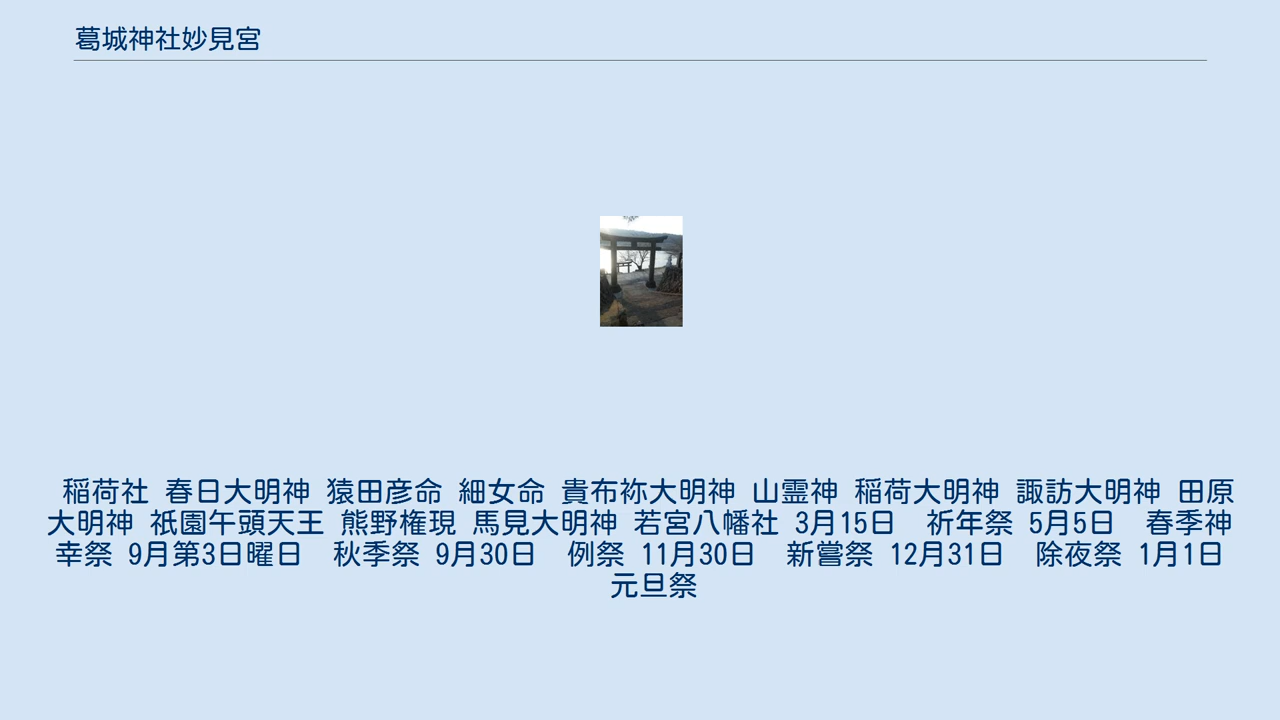 葛城神社妙見宮
稲荷社 春日大明神 猿田彦命 細女命 貴布祢大明神 山霊神 稲荷大明神 諏訪大明神 田原
大明神 祇園午頭天王 熊野権現 馬見大明神 若宮八幡社 3月15日　祈年祭 5月5日　春季神
幸祭 9月第3日曜日　秋季祭 9月30日　例祭 11月30日　新嘗祭 12月31日　除夜祭 1月1日
元旦祭